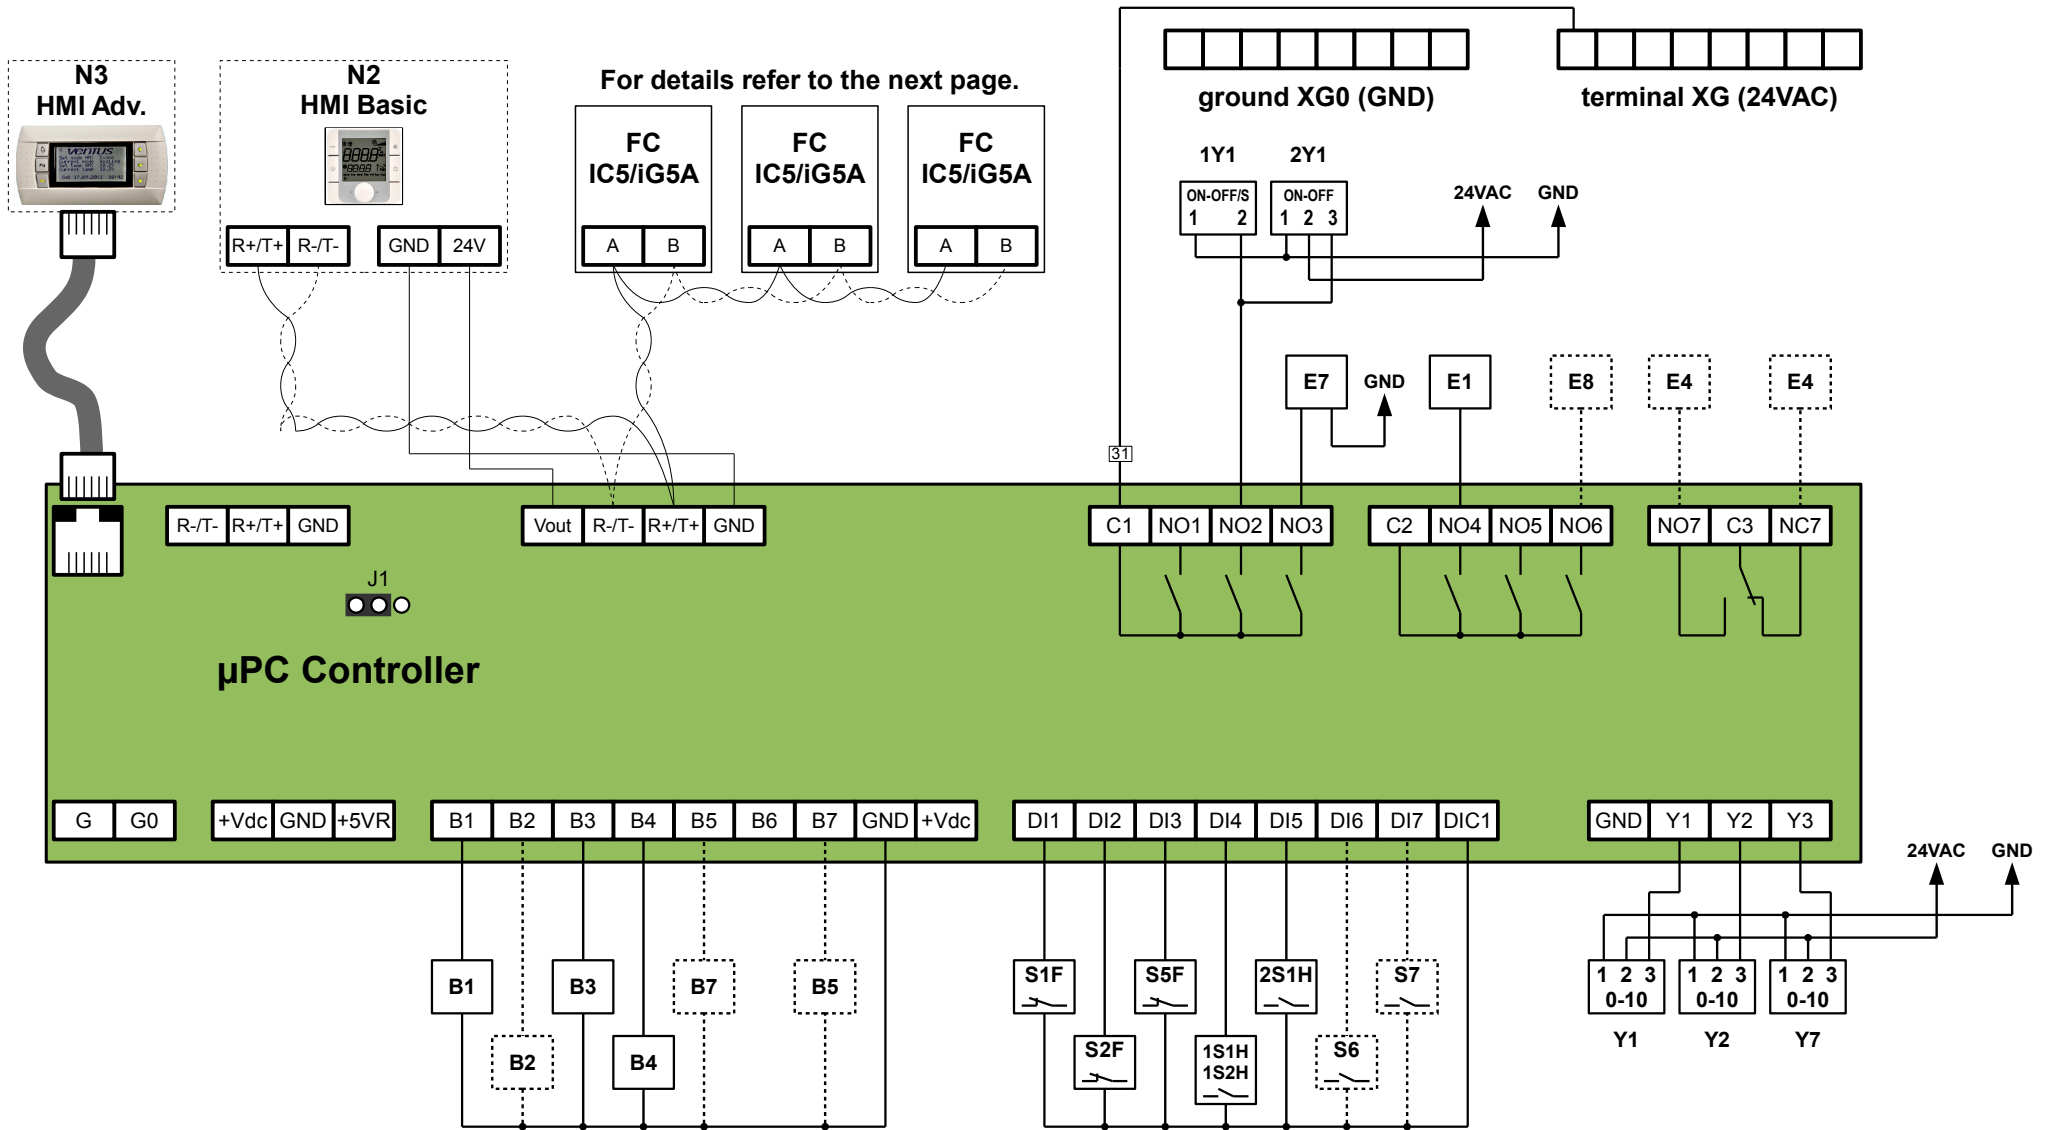 N3
HMI Adv.
VENTUS
N2
HMI Basic
R+/T+ R-/T- GND 24V
For details refer to the next page.
FC
IC5/iG5A
A B
FC
IC5/iG5A
A B
FC
IC5/iG5A
A B
ground XG0 (GND)
terminal XG (24VAC)
1Y1 2Y1
ON-OFF/S
1 2
ON-OFF
1 2 3
24VAC GND
E7 GND E1 E8 E4 E4
31
R-/T- R+/T+ GND
Vout R-/T- R+/T+ GND
C1 NO1 NO2 NO3
C2 NO4 NO5 NO6
NO7 C3 NC7
J1
µPC Controller
G G0
+Vdc GND +5VR
B1 B2 B3 B4 B5 B6 B7 GND +Vdc
DI1 DI2 DI3 DI4 DI5 DI6 DI7 DIC1
GND Y1 Y2 Y3
24VAC GND
B1 B3 B7 B5
B2 B4
S1F S5F 2S1H S7
S2F
1S1H
1S2H
S6
1 2 3
0-10
1 2 3
0-10
1 2 3
0-10
Y1 Y2 Y7